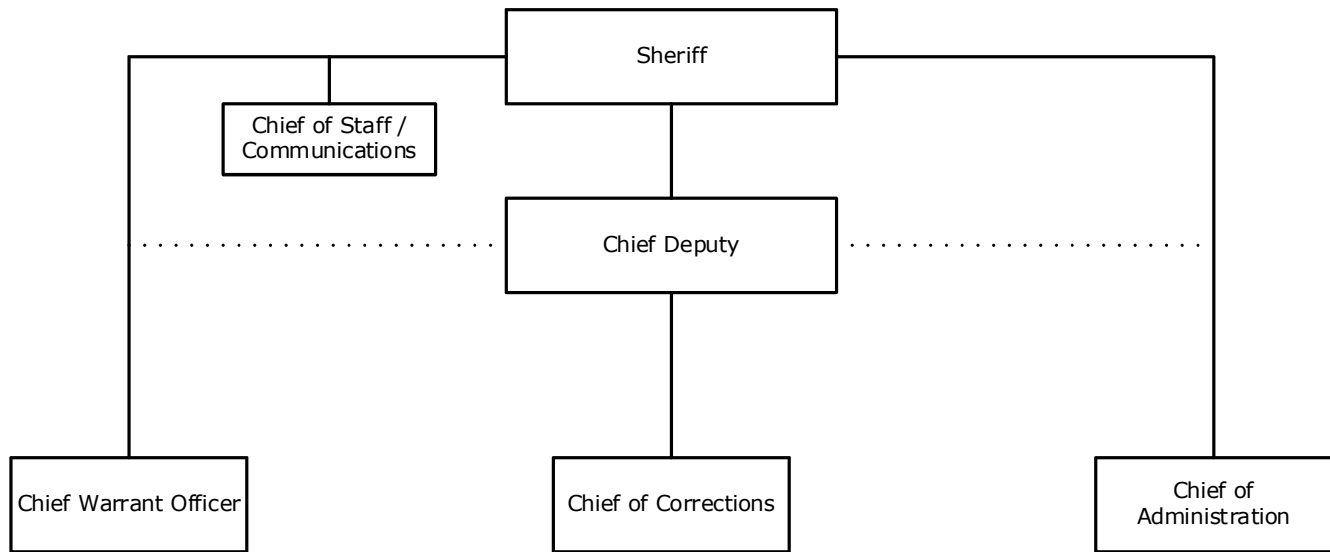 Sheriff
Chief of Staff /
Communications
Chief Deputy
Chief Warrant Officer
Chief of Corrections
Chief of
Administration